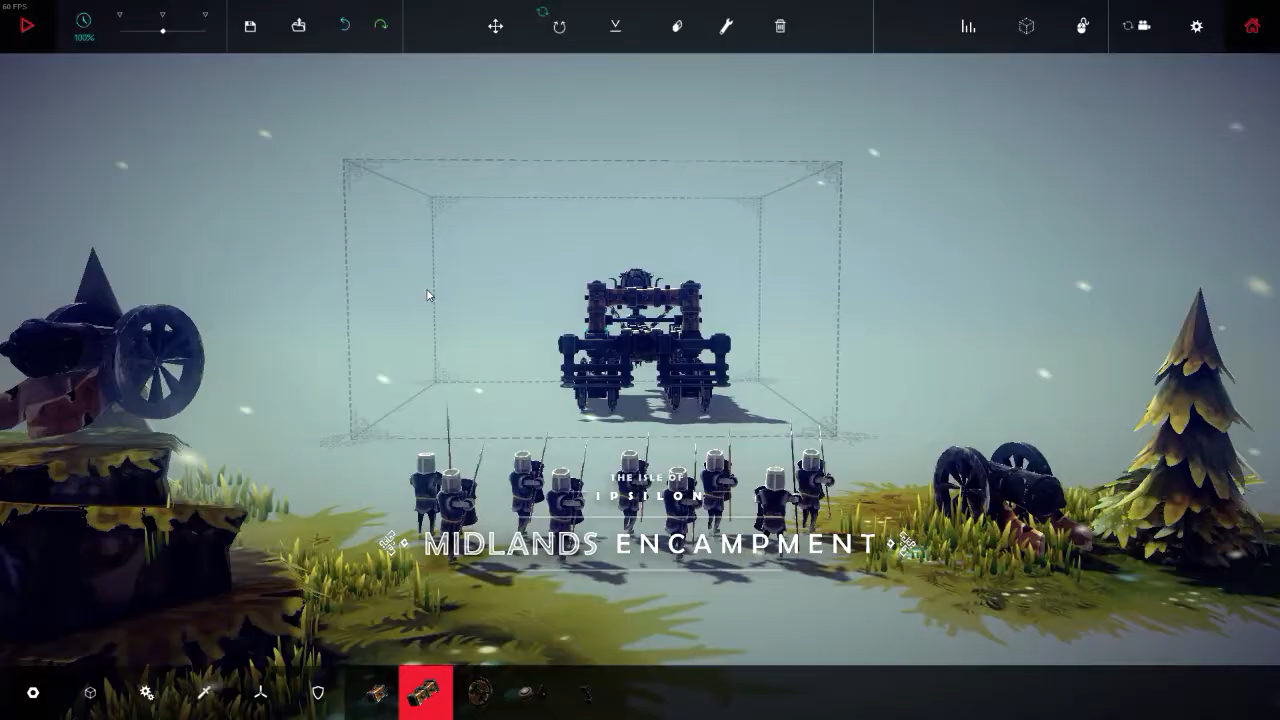 60 FPS
100%
THE ISLE OF
IPSILON
MIDLANDS ENCAMPMENT